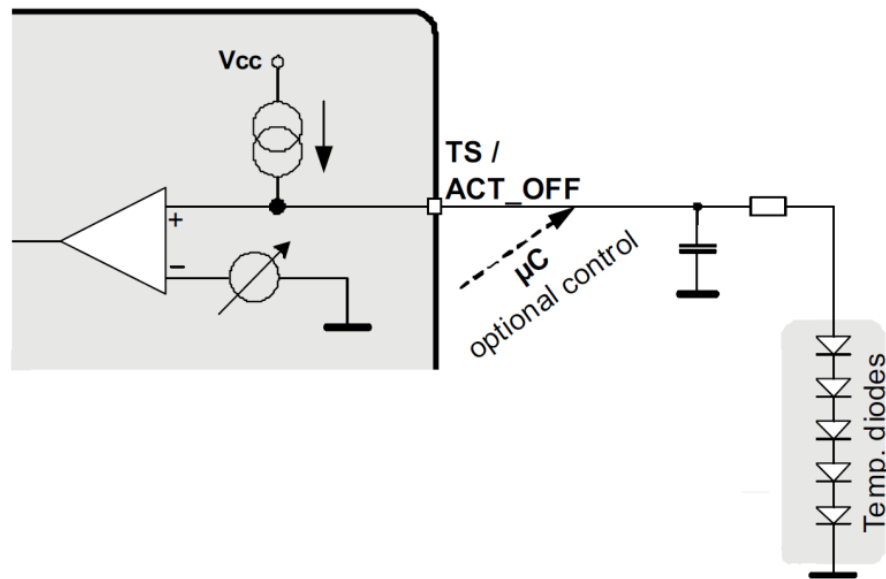 Vcc
TS /
ACT_OFF
+
−
µC
optional control
Temp. diodes